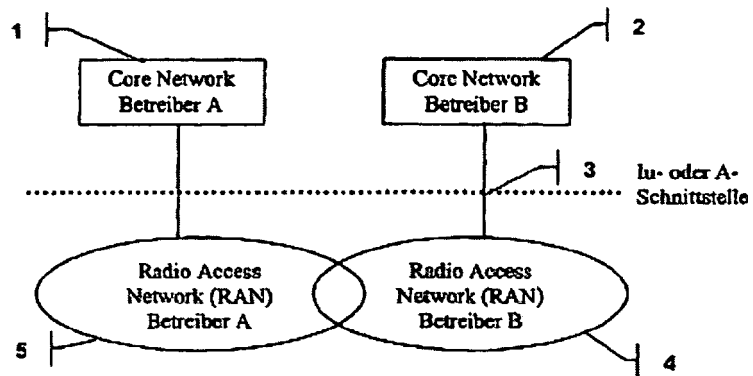 1
2
Core Network
Betreiber A
Core Network
Betreiber B
3
Iu- oder A-
Schnittstelle
Radio Access
Network (RAN)
Betreiber A
Radio Access
Network (RAN)
Betreiber B
5
4